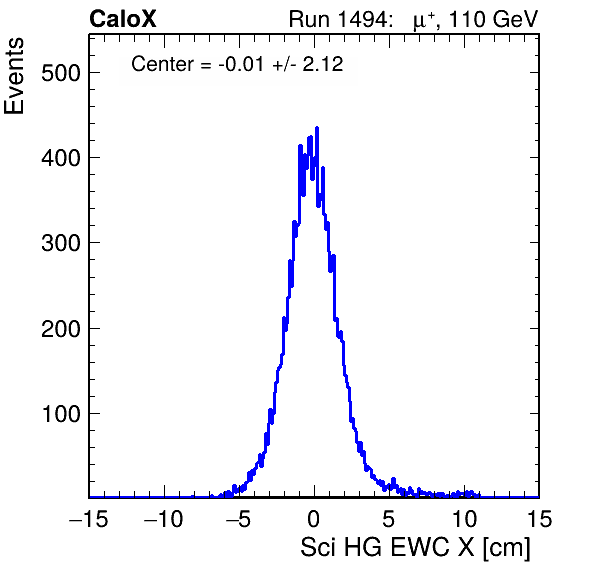 CaloX Run 1494: μ⁺, 110 GeV
Center = -0.01 +/- 2.12
Events
500
400
300
200
100
−15 −10 −5 0 5 10 15
Sci HG EWC X [cm]